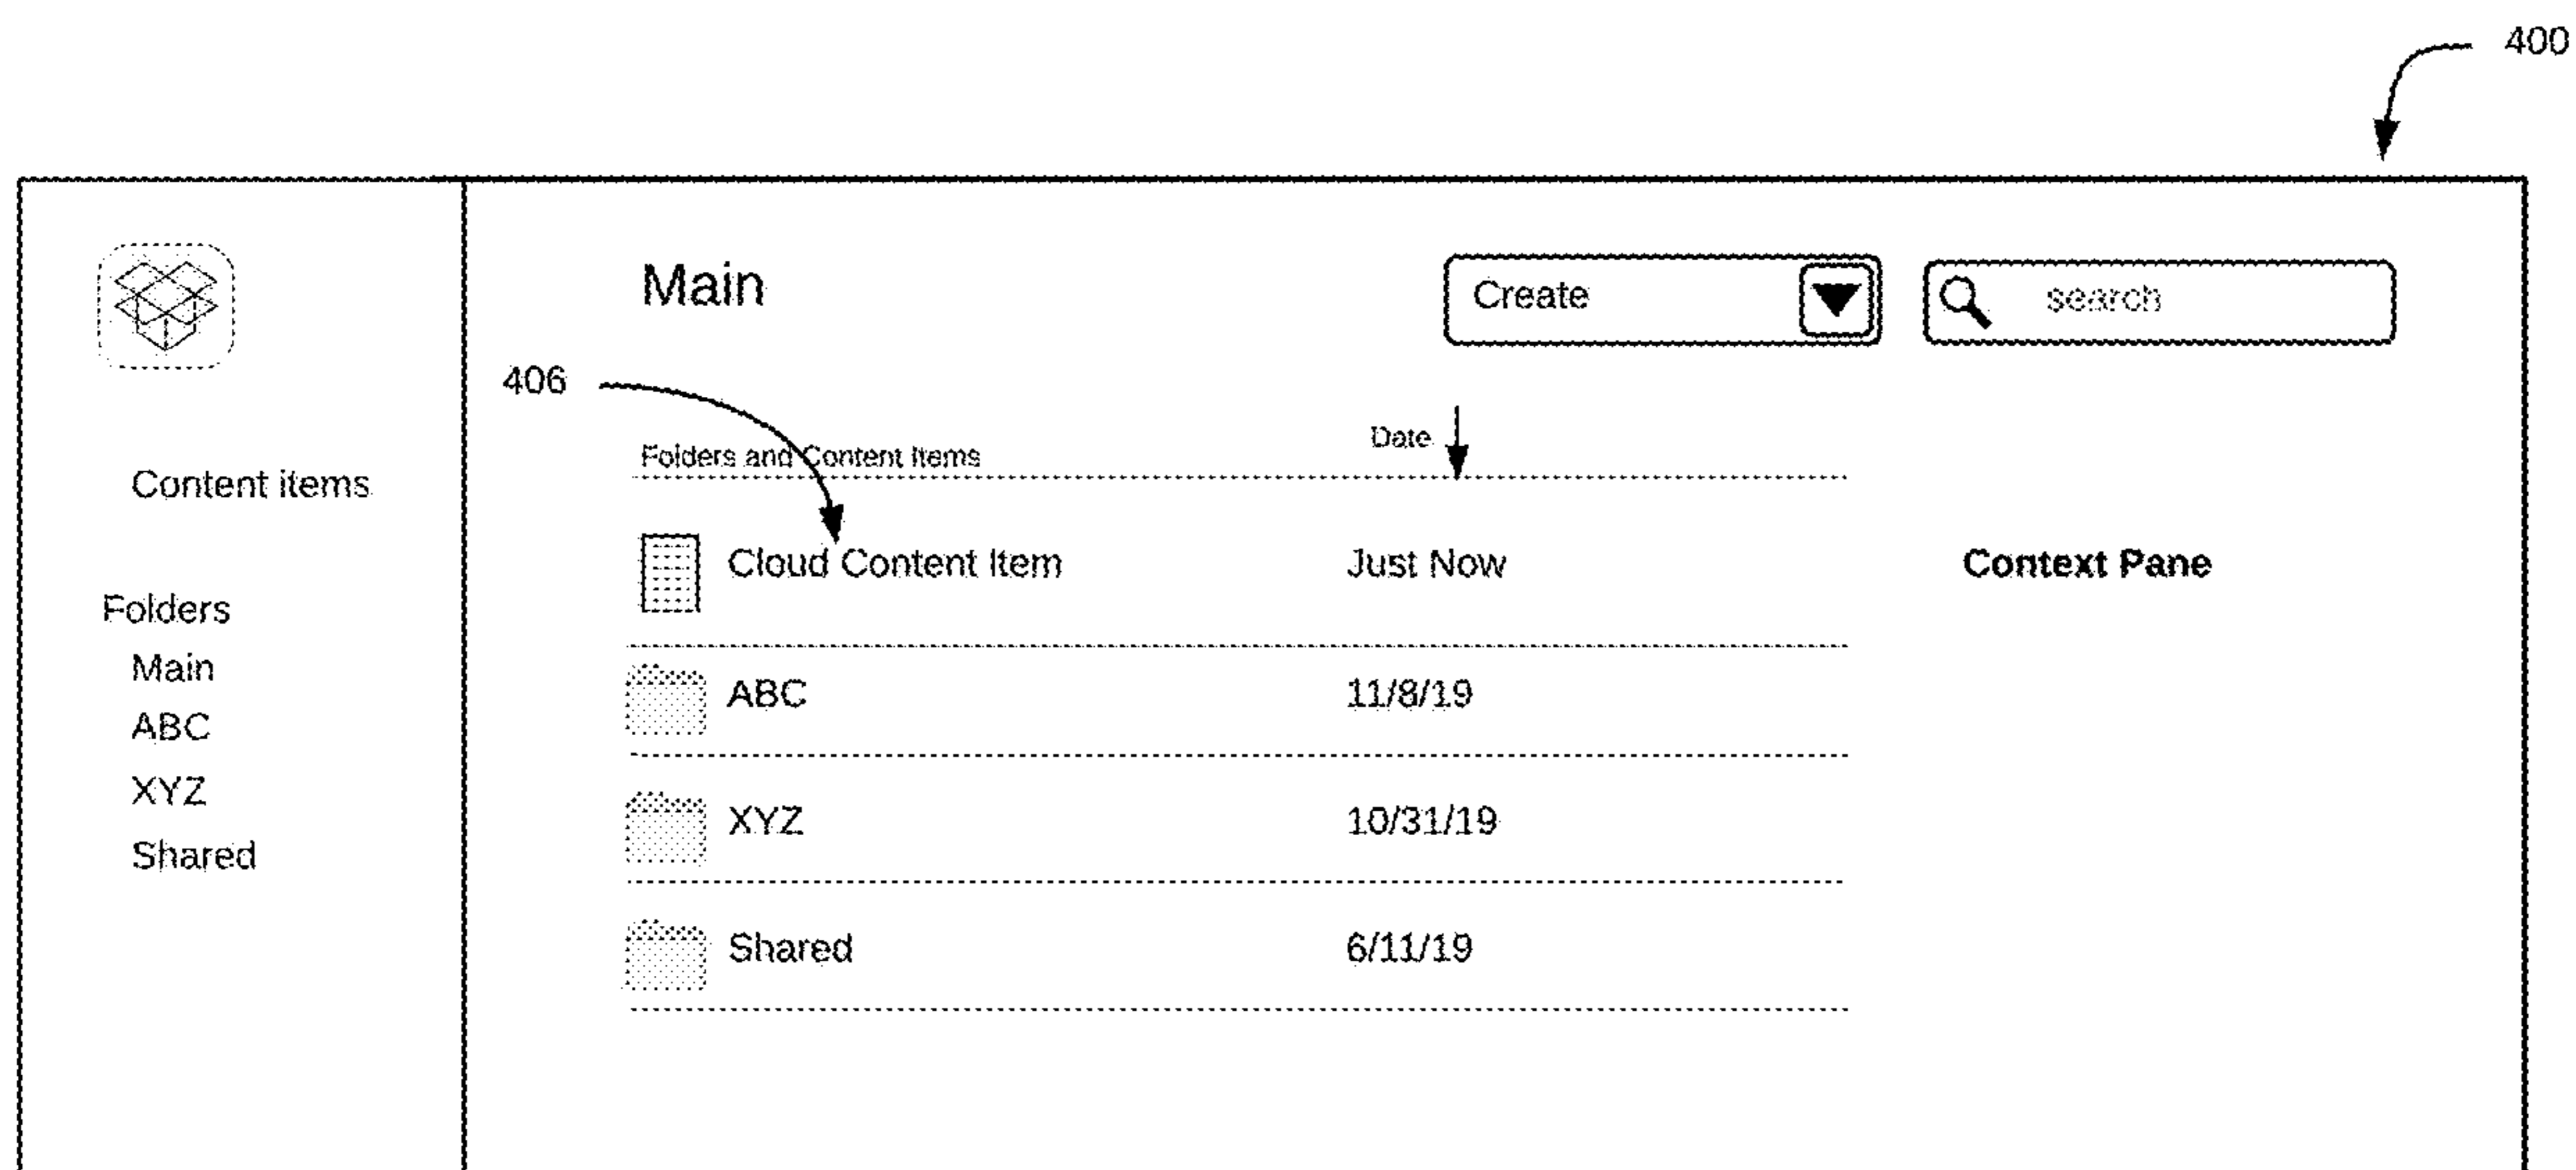 400
Main
Create
search
406
Date
Folders and Content Items
Content items
Cloud Content Item
Just Now
Context Pane
Folders
Main
ABC
XYZ
Shared
ABC
11/8/19
XYZ
10/31/19
Shared
6/11/19